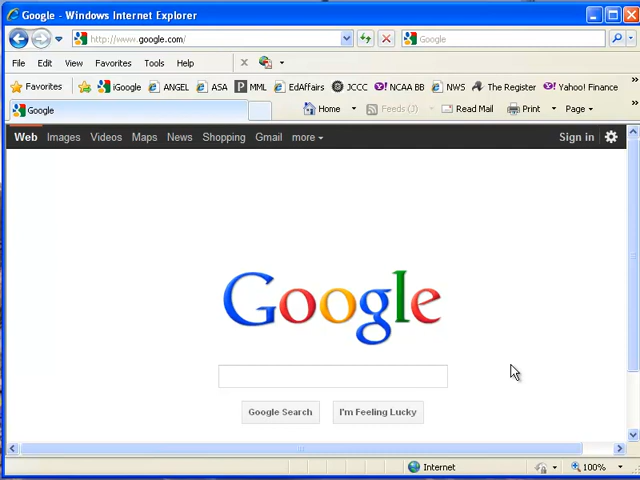 Google - Windows Internet Explorer
http://www.google.com/ Google
File Edit View Favorites Tools Help
Favorites iGoogle ANGEL ASA MML EdAffairs JCCC NCAA BB NWS The Register Yahoo! Finance
Google Home Feeds (J) Read Mail Print Page
Web Images Videos Maps News Shopping Gmail more Sign in
Google
Google Search I'm Feeling Lucky
Internet 100%